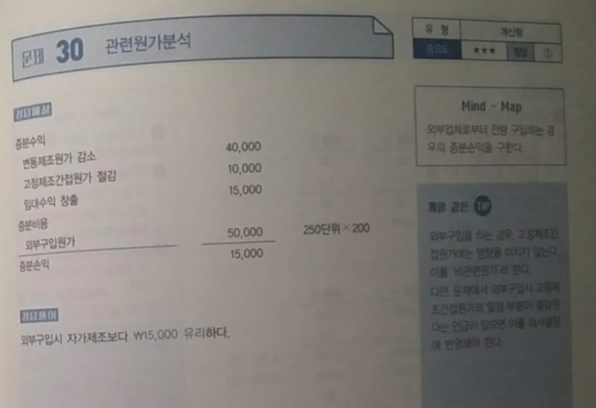 문제 30 관련원가분석
유 형 계산형
중요도 ★★★ 정답 ①
정답해설
증분수익
변동제조원가 감소 40,000
고정제조간접원가 절감 10,000
임대수익 창출 15,000
증분비용
외부구입원가 50,000 250단위×200
증분손익 15,000
정답풀이
외부구입시 자가제조보다 ₩15,000 유리하다.
Mind - Map
외부업체로부터 전량 구입하는 경
우의 증분손익을 구한다.
깨알 같은 TIP
외부구입을 하는 경우, 고정제조간
접원가에는 영향을 미치지 않는다.
이를 '비관련원가'라 한다.
다만, 문제에서 외부구입시 고정제
조간접원가의 일정 부분이 절감된
다는 언급이 있으면 이를 의사결정
에 반영해야 한다.